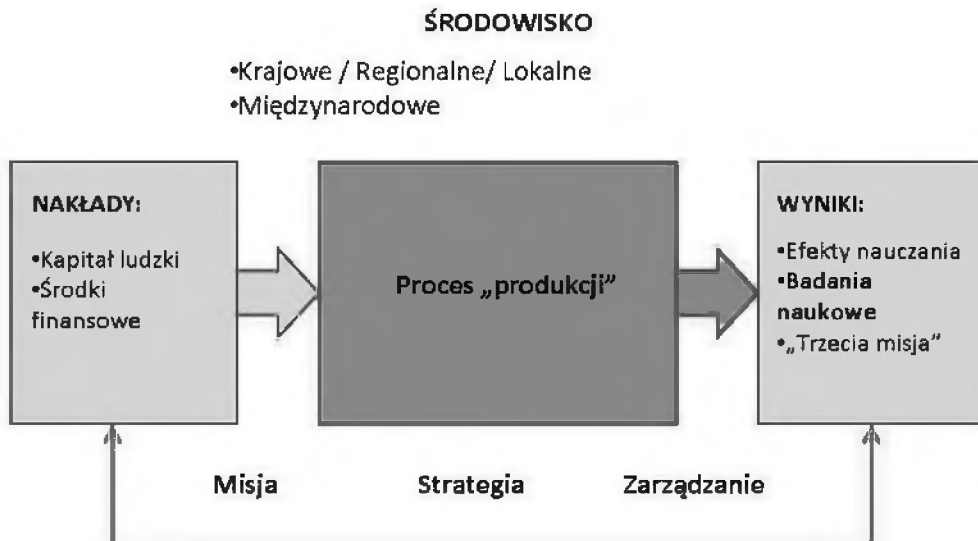 ŚRODOWISKO
•Krajowe / Regionalne/ Lokalne
•Międzynarodowe
NAKŁADY:
•Kapitał ludzki
•Środki
finansowe
Proces „produkcji”
WYNIKI:
•Efekty nauczania
•Badania
naukowe
•„Trzecia misja”
Misja Strategia Zarządzanie